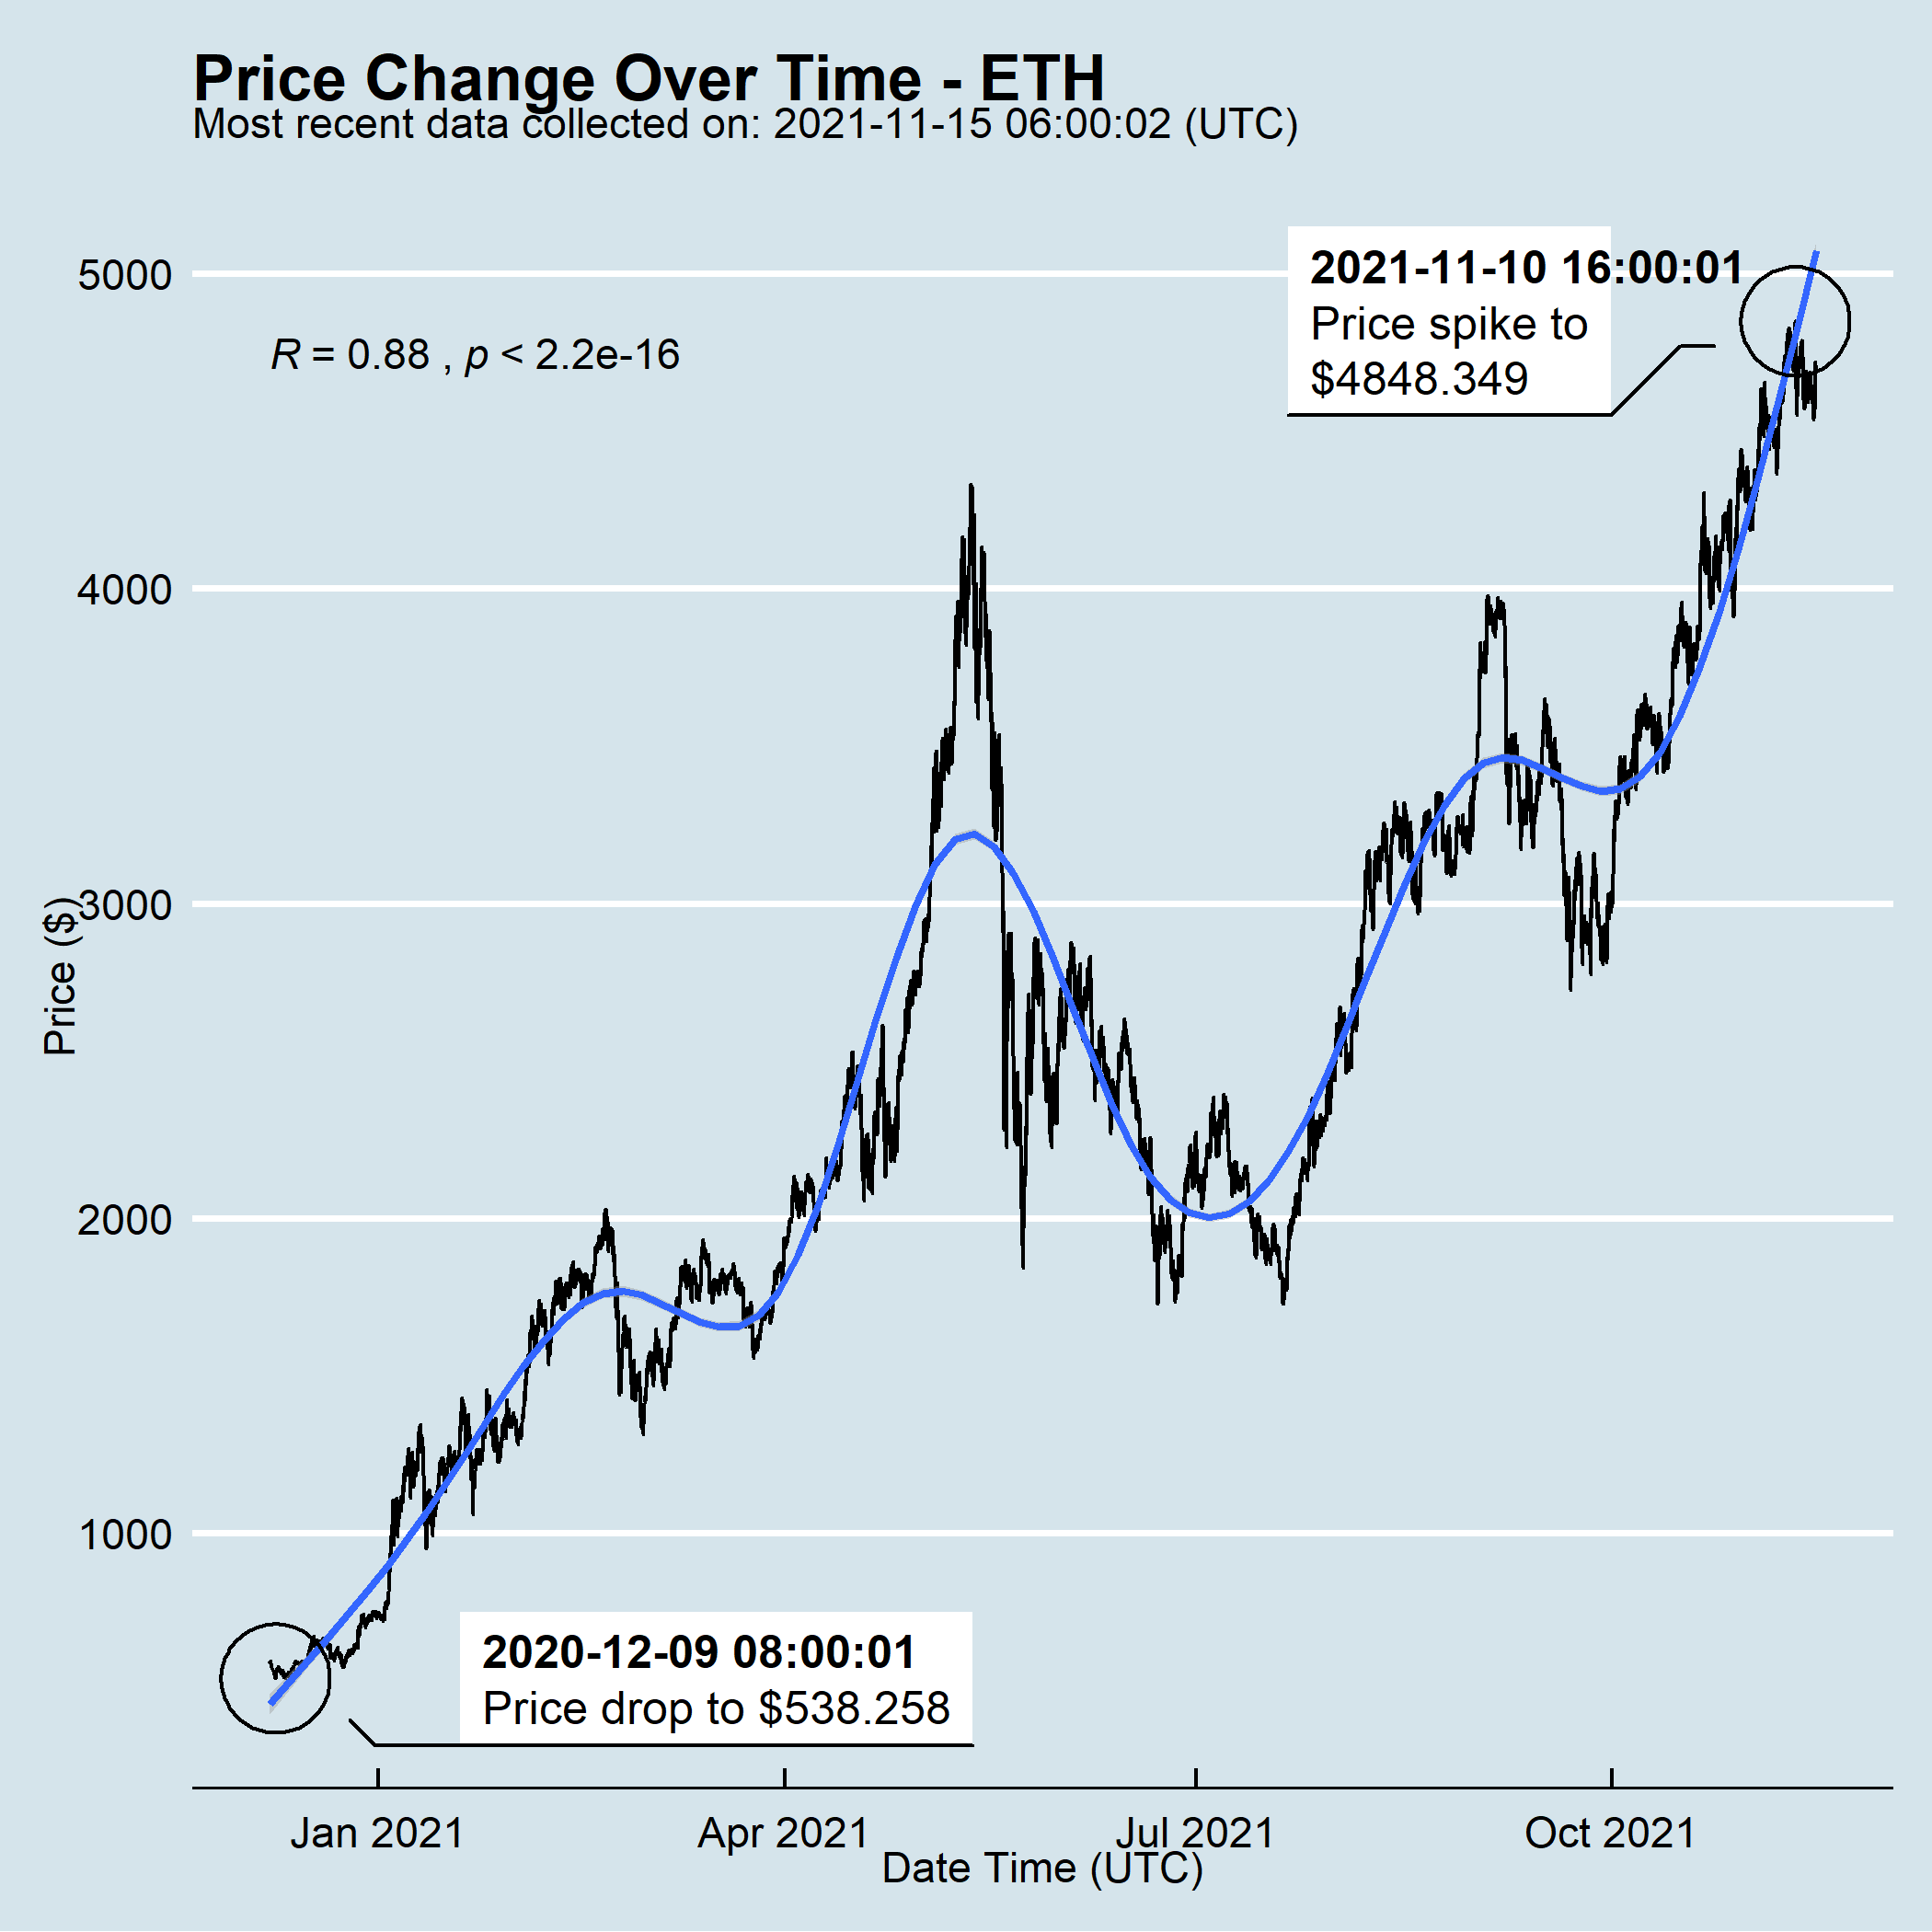 Price Change Over Time - ETH
Most recent data collected on: 2021-11-15 06:00:02 (UTC)
2021-11-10 16:00:01
Price spike to
$4848.349
R = 0.88 , p < 2.2e-16
5000
4000
3000
2000
1000
Price ($)
2020-12-09 08:00:01
Price drop to $538.258
Jan 2021
Apr 2021
Jul 2021
Oct 2021
Date Time (UTC)